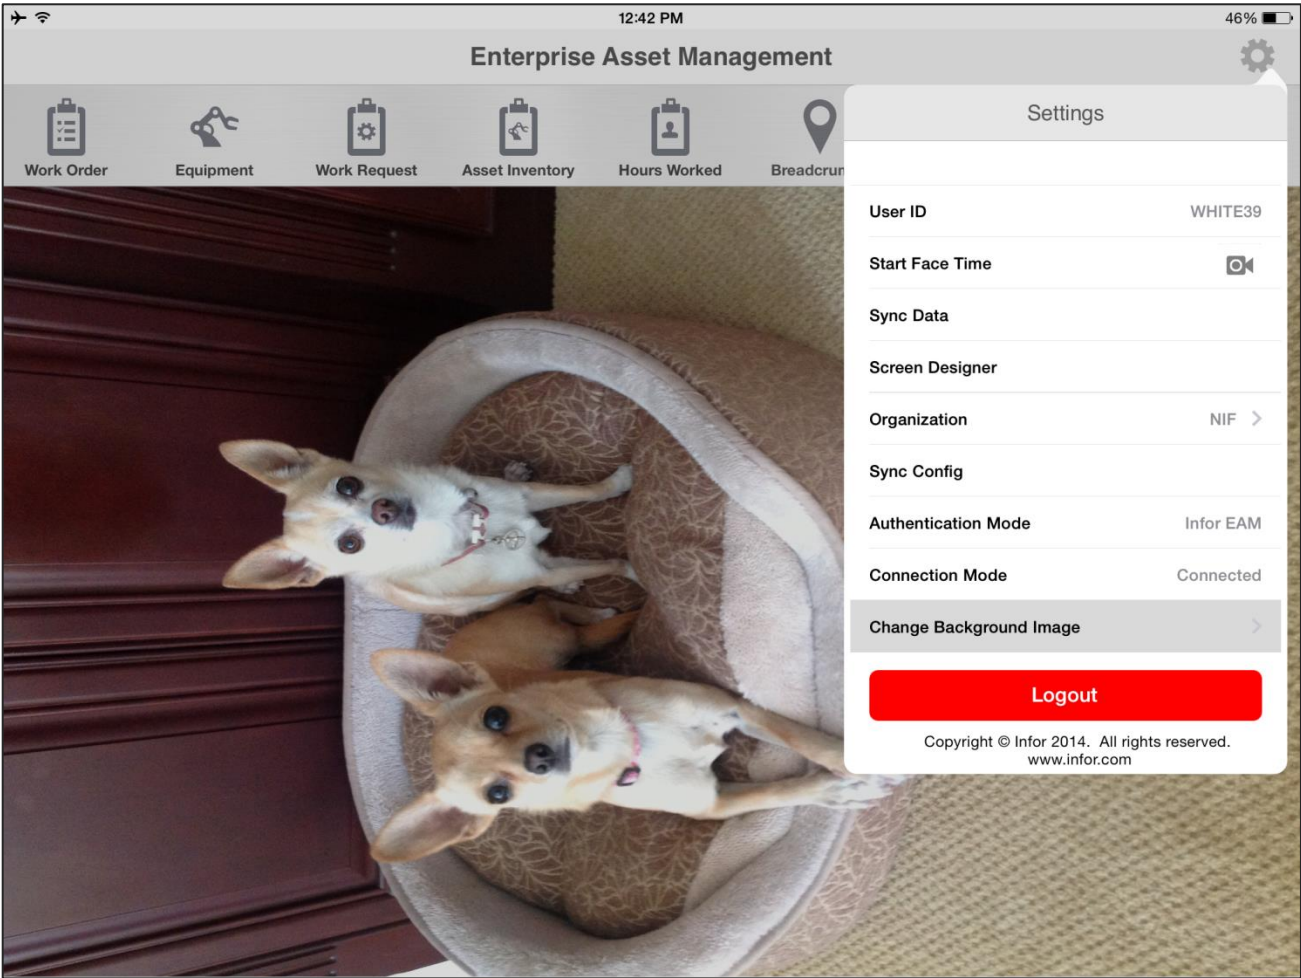 12:42 PM
46%
Enterprise Asset Management
Work Order
Equipment
Work Request
Asset Inventory
Hours Worked
Breadcrum
Settings
User ID WHITE39
Start Face Time
Sync Data
Screen Designer
Organization NIF
Sync Config
Authentication Mode Infor EAM
Connection Mode Connected
Change Background Image
Logout
Copyright © Infor 2014. All rights reserved.
www.infor.com